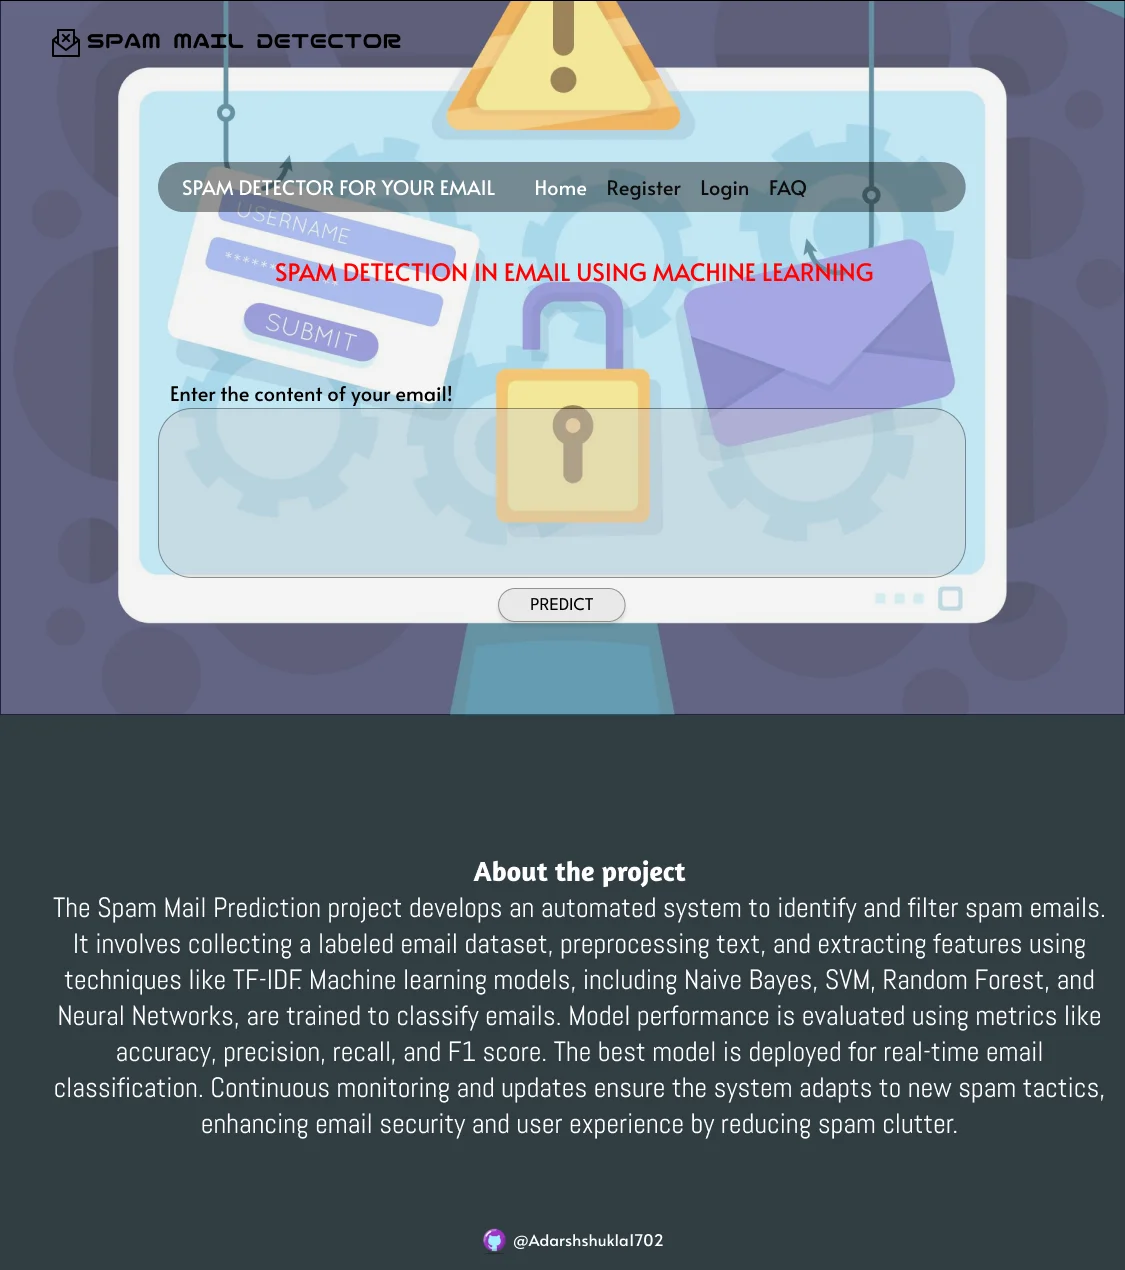 SPAM MAIL DETECTOR
SPAM DETECTOR FOR YOUR EMAIL Home Register Login FAQ
USERNAME
SPAM DETECTION IN EMAIL USING MACHINE LEARNING
SUBMIT
Enter the content of your email!
PREDICT
About the project
The Spam Mail Prediction project develops an automated system to identify and filter spam emails.
It involves collecting a labeled email dataset, preprocessing text, and extracting features using
techniques like TF-IDF. Machine learning models, including Naive Bayes, SVM, Random Forest, and
Neural Networks, are trained to classify emails. Model performance is evaluated using metrics like
accuracy, precision, recall, and F1 score. The best model is deployed for real-time email
classification. Continuous monitoring and updates ensure the system adapts to new spam tactics,
enhancing email security and user experience by reducing spam clutter.
@Adarshshukla1702